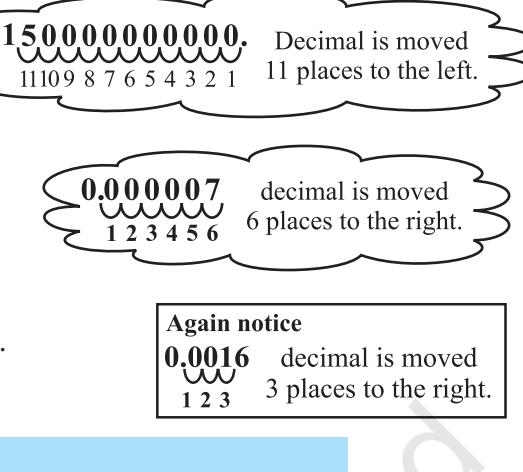 150000000000. Decimal is moved
11 10 9 8 7 6 5 4 3 2 1 11 places to the left.
0.000007 decimal is moved
1 2 3 4 5 6 6 places to the right.
Again notice
0.0016 decimal is moved
1 2 3 3 places to the right.
.
d